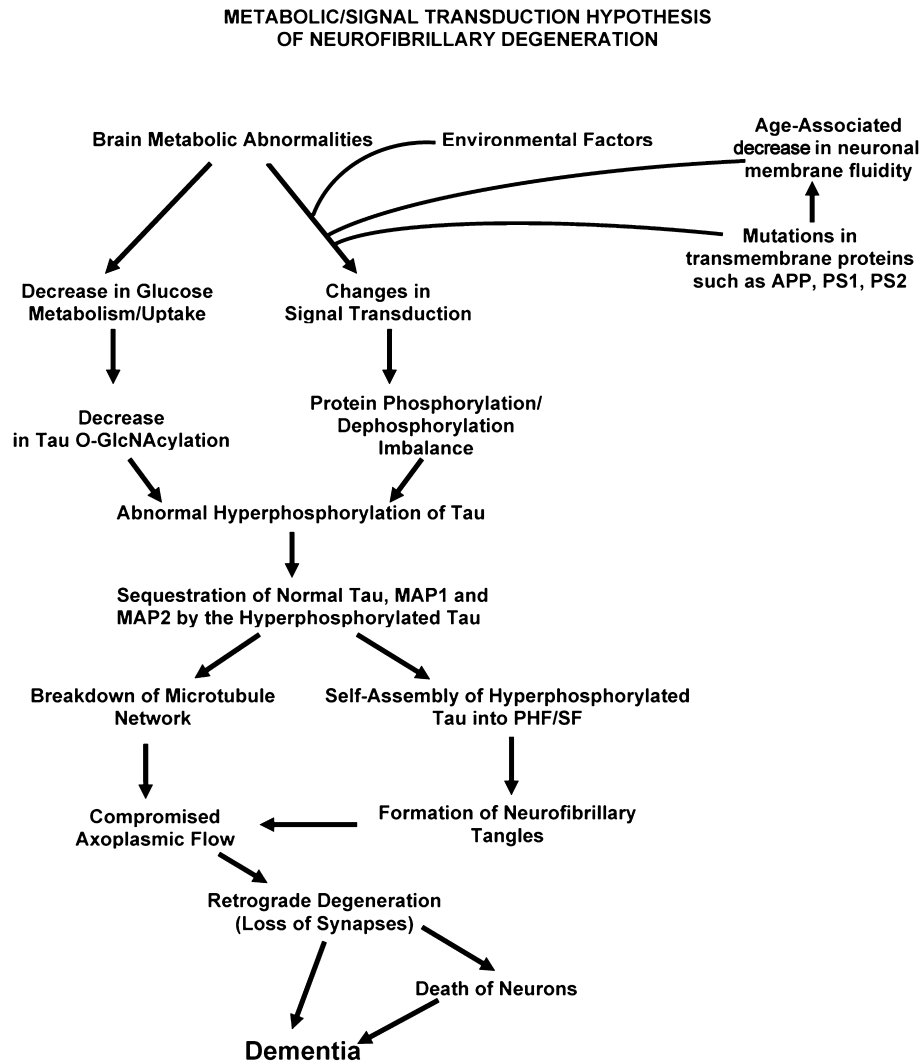 METABOLIC/SIGNAL TRANSDUCTION HYPOTHESIS
OF NEUROFIBRILLARY DEGENERATION
Brain Metabolic Abnormalities
Environmental Factors
Age-Associated
decrease in neuronal
membrane fluidity
Mutations in
transmembrane proteins
such as APP, PS1, PS2
Decrease in Glucose
Metabolism/Uptake
Changes in
Signal Transduction
Decrease
in Tau O-GlcNAcylation
Protein Phosphorylation/
Dephosphorylation
Imbalance
Abnormal Hyperphosphorylation of Tau
Sequestration of Normal Tau, MAP1 and
MAP2 by the Hyperphosphorylated Tau
Breakdown of Microtubule
Network
Self-Assembly of Hyperphosphorylated
Tau into PHF/SF
Compromised
Axoplasmic Flow
Formation of Neurofibrillary
Tangles
Retrograde Degeneration
(Loss of Synapses)
Death of Neurons
Dementia